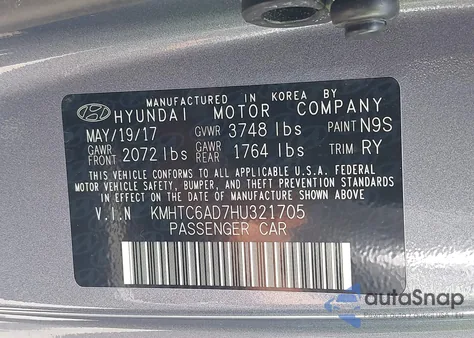 MANUFACTURED IN KOREA BY
HYUNDAI MOTOR COMPANY
MAY/19/17 GVWR 3748 lbs PAINT N9S
GAWR FRONT 2072 lbs GAWR REAR 1764 lbs TRIM RY
THIS VEHICLE CONFORMS TO ALL APPLICABLE U.S.A. FEDERAL
MOTOR VEHICLE SAFETY, BUMPER, AND THEFT PREVENTION
STANDARDS IN EFFECT ON THE DATE OF MANUFACTURE SHOWN ABOVE.
V.I.N KMHTC6AD7HU321705
PASSENGER CAR
autoSnap